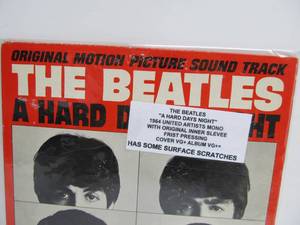 ORIGINAL MOTION PICTURE SOUND TRACK
THE BEATLES
A HARD D HT
THE BEATLES
"A HARD DAYS NIGHT"
1964 UNITED ARTISTS MONO
WITH ORIGINAL INNER SLEVEE
FRIST PRESSING
COVER VG+ ALBUM VG++
HAS SOME SURFACE SCRATCHES